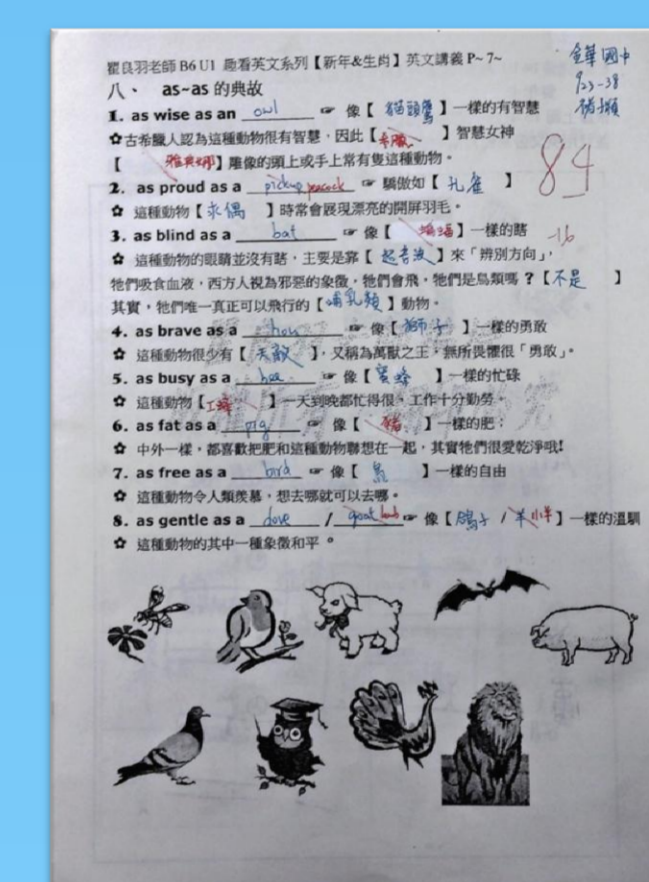 瞿良羽老師 B6 U1 趣看英文系列【新年&生肖】英文講義 P~ 7~
金華國中
923-38
八、 as~as 的典故
84
-16
1. as wise as an owl ☞ 像【 貓頭鷹 】一樣的有智慧
✿古希臘人認為這種動物很有智慧,因此【 】智慧女神
【 雅典娜】雕像的頭上或手上常有隻這種動物。
2. as proud as a pickup peacock ☞ 驕傲如【 孔雀 】
✿ 這種動物【求偶 】時常會展現漂亮的開屏羽毛。
3. as blind as a bat ☞ 像【 蝙蝠 】一樣的瞎
✿ 這種動物的眼睛並沒有瞎,主要是靠【 超音波 】來「辨別方向」,
牠們吸食血液,西方人視為邪惡的象徵,牠們會飛,牠們是鳥類嗎?【不是 】
其實,牠們唯一真正可以飛行的【哺乳類 】動物。
4. as brave as a ☞ 像【 獅子 】一樣的勇敢
✿ 這種動物很少有【 天敵 】,又稱為萬獸之王,無所畏懼很「勇敢」。
5. as busy as a bee ☞ 像【 蜜蜂 】一樣的忙碌
✿ 這種動物【工蜂 】一天到晚都忙得很,工作十分勤勞。
6. as fat as a pig ☞ 像【 豬 】一樣的肥;
✿ 中外一樣,都喜歡把肥和這種動物聯想在一起,其實牠們很愛乾淨哦!
7. as free as a bird ☞ 像【 鳥 】一樣的自由
✿ 這種動物令人類羨慕,想去哪就可以去哪。
8. as gentle as a dove / goat lamb ☞ 像【 鴿子 / 羊 小羊】一樣的溫馴
✿ 這種動物的其中一種象徵和平。